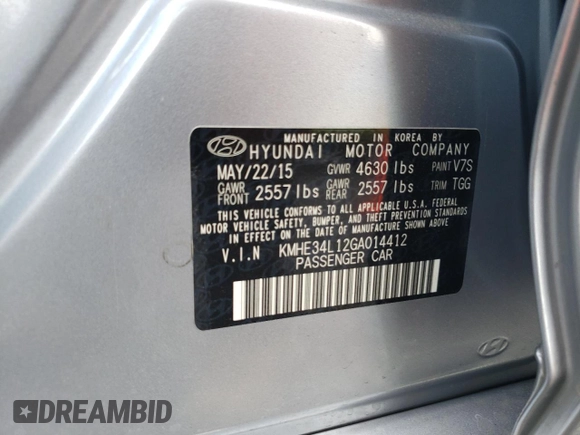 MANUFACTURED IN KOREA BY
HYUNDAI MOTOR COMPANY
MAY/22/15 GVWR 4630 lbs PAINT V7S
GAWR FRONT 2557 lbs GAWR REAR 2557 lbs TRIM TGG
THIS VEHICLE CONFORMS TO ALL APPLICABLE U.S.A. FEDERAL
MOTOR VEHICLE SAFETY, BUMPER, AND THEFT PREVENTION STANDARDS
IN EFFECT ON THE DATE OF MANUFACTURE SHOWN ABOVE.
V.I.N KMHE34L12GA014412
PASSENGER CAR
DREAMBID